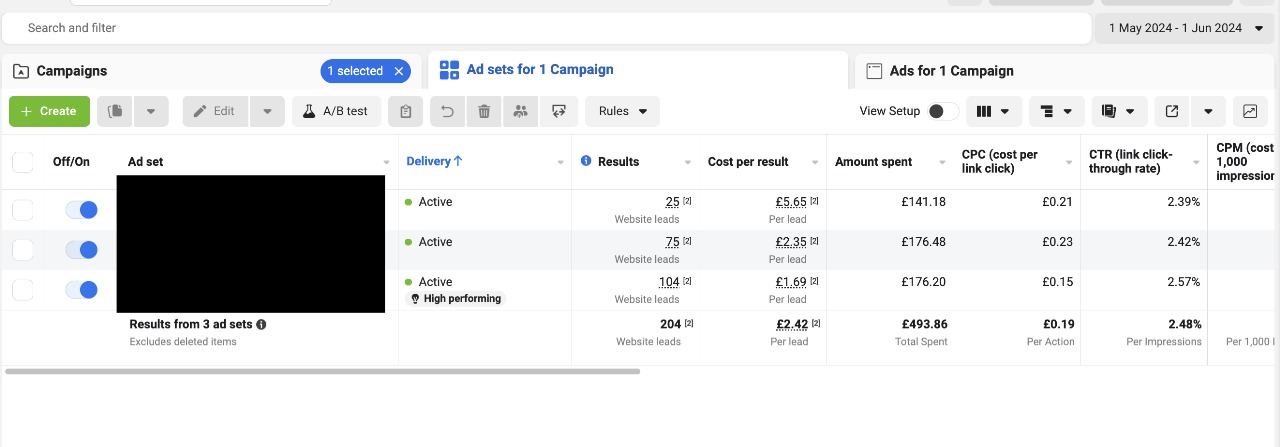 Search and filter
1 May 2024 - 1 Jun 2024
Campaigns
1 selected
Ad sets for 1 Campaign
Ads for 1 Campaign
+ Create
Edit
A/B test
Rules
View Setup
Off/On
Ad set
Delivery ↑
Results
Cost per result
Amount spent
CPC (cost per
link click)
CTR (link click-
through rate)
CPM (cost
1,000
impression
Active
25 [2]
Website leads
£5.65 [2]
Per lead
£141.18
£0.21
2.39%
Active
75 [2]
Website leads
£2.35 [2]
Per lead
£176.48
£0.23
2.42%
Active
High performing
104 [2]
Website leads
£1.69 [2]
Per lead
£176.20
£0.15
2.57%
Results from 3 ad sets
Excludes deleted items
204 [2]
Website leads
£2.42 [2]
Per lead
£493.86
Total Spent
£0.19
Per Action
2.48%
Per Impressions
Per 1,000